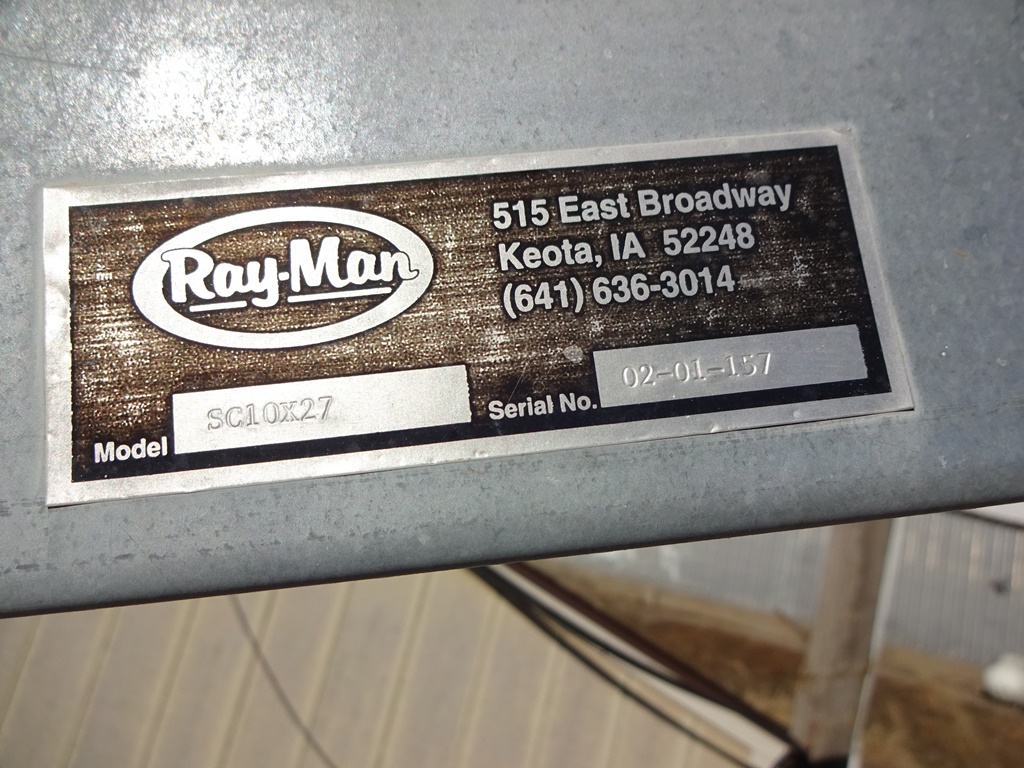 Ray-Man
515 East Broadway
Keota, IA 52248
(641) 636-3014
Model SC10X27
Serial No. 02-01-157